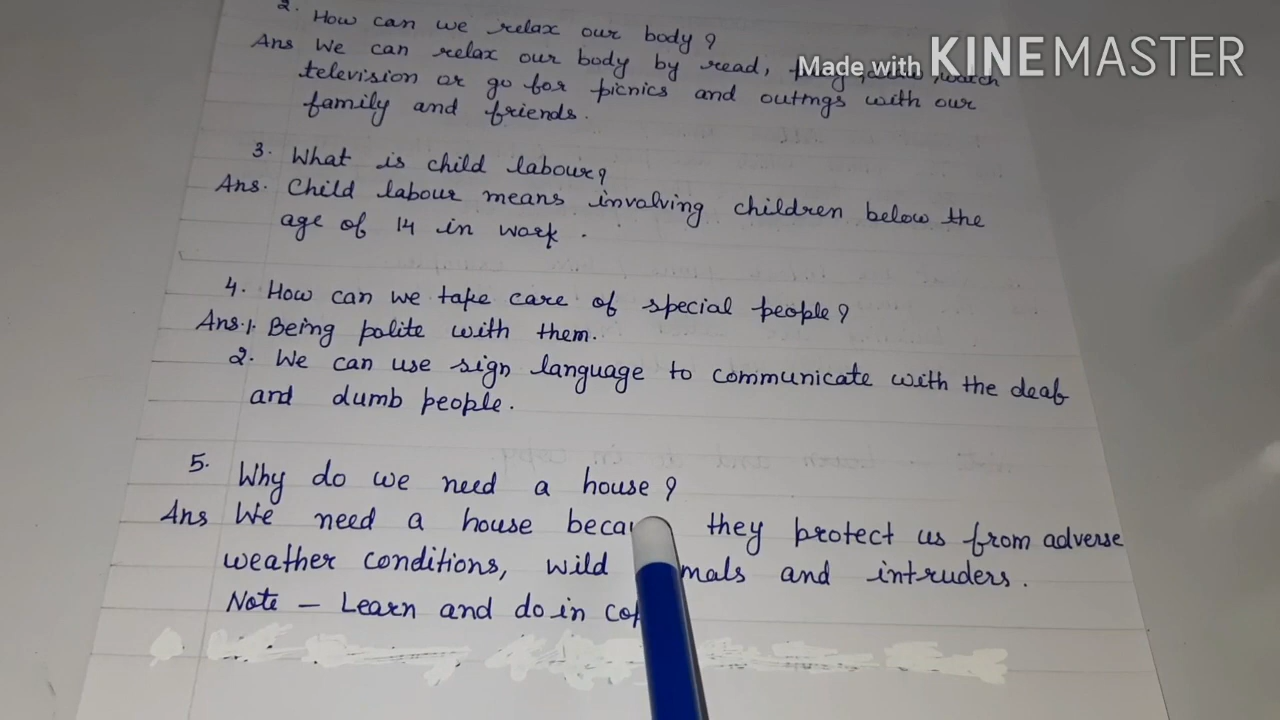 2. How can we relax our body?
Made with KINEMASTER
Ans We can relax our body by read, watch
television or go for picnics and outings with our
family and friends.
3. What is child labour?
Ans. Child labour means involving children below the
age of 14 in work.
4. How can we take care of special people?
Ans.1. Being polite with them.
2. We can use sign language to communicate with the deaf
and dumb people.
5. Why do we need a house?
Ans We need a house they protect us from adverse
weather conditions, wild and intruders.
Note - Learn and do in